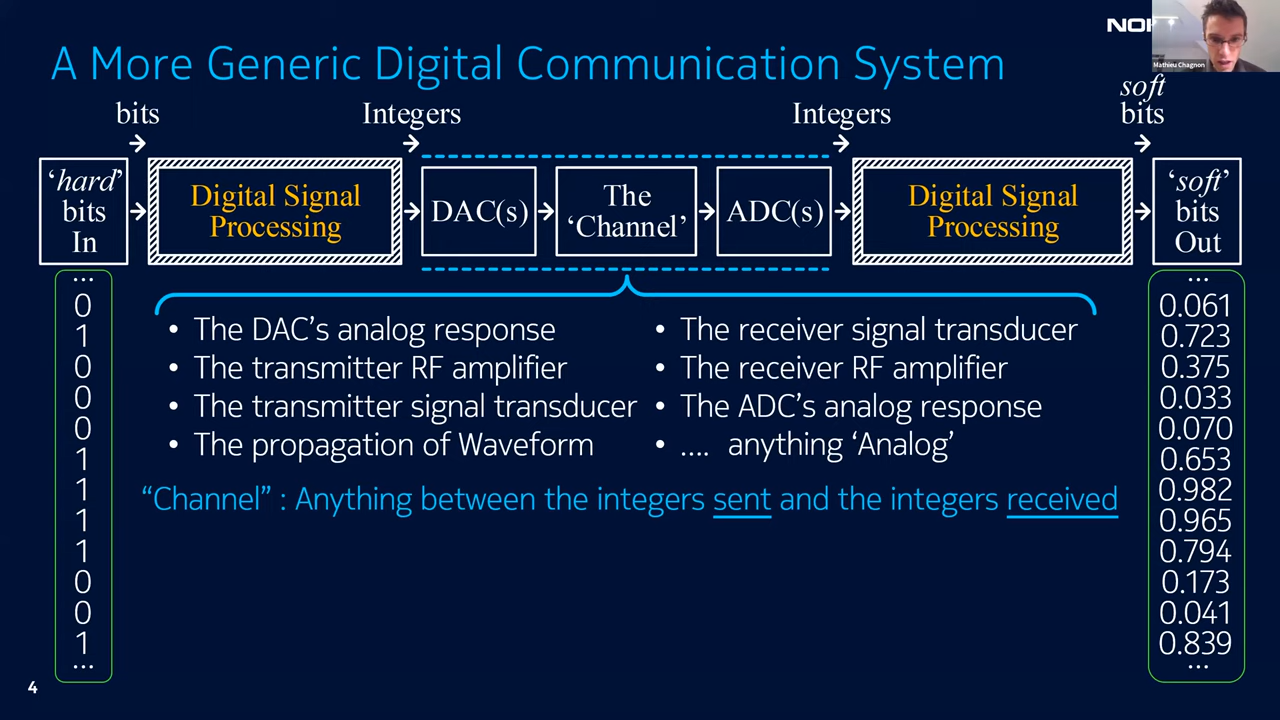 A More Generic Digital Communication System
Mathieu Chagnon
bits
Integers
Integers
soft
bits
'hard'
bits
In
Digital Signal
Processing
DAC(s)
The
'Channel'
ADC(s)
Digital Signal
Processing
'soft'
bits
Out
...
0
1
0
0
0
1
1
1
1
0
0
1
...
• The DAC's analog response
• The transmitter RF amplifier
• The transmitter signal transducer
• The propagation of Waveform
• The receiver signal transducer
• The receiver RF amplifier
• The ADC's analog response
• .... anything 'Analog'
"Channel" : Anything between the integers sent and the integers received
...
0.061
0.723
0.375
0.033
0.070
0.653
0.982
0.965
0.794
0.173
0.041
0.839
...
4